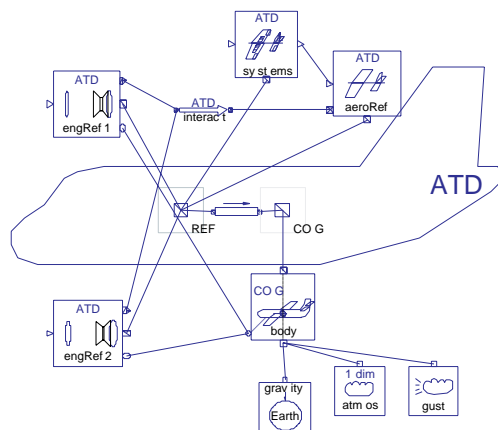 ATD
sy st ems
ATD
aeroRef
ATD
engRef 1
ATD
interac t
ATD
REF
CO G
ATD
engRef 2
CO G
body
grav ity
Earth
1 dim
atm os
gust